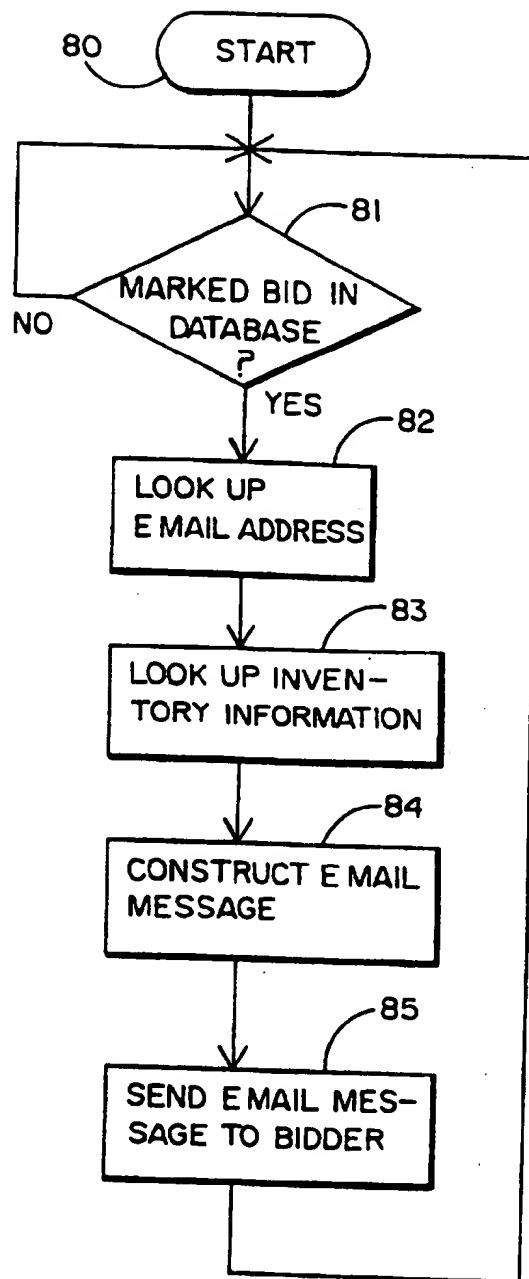 80
START
81
MARKED BID IN
DATABASE
?
NO
YES
82
LOOK UP
E MAIL ADDRESS
83
LOOK UP INVEN-
TORY INFORMATION
84
CONSTRUCT E MAIL
MESSAGE
85
SEND E MAIL MES-
SAGE TO BIDDER